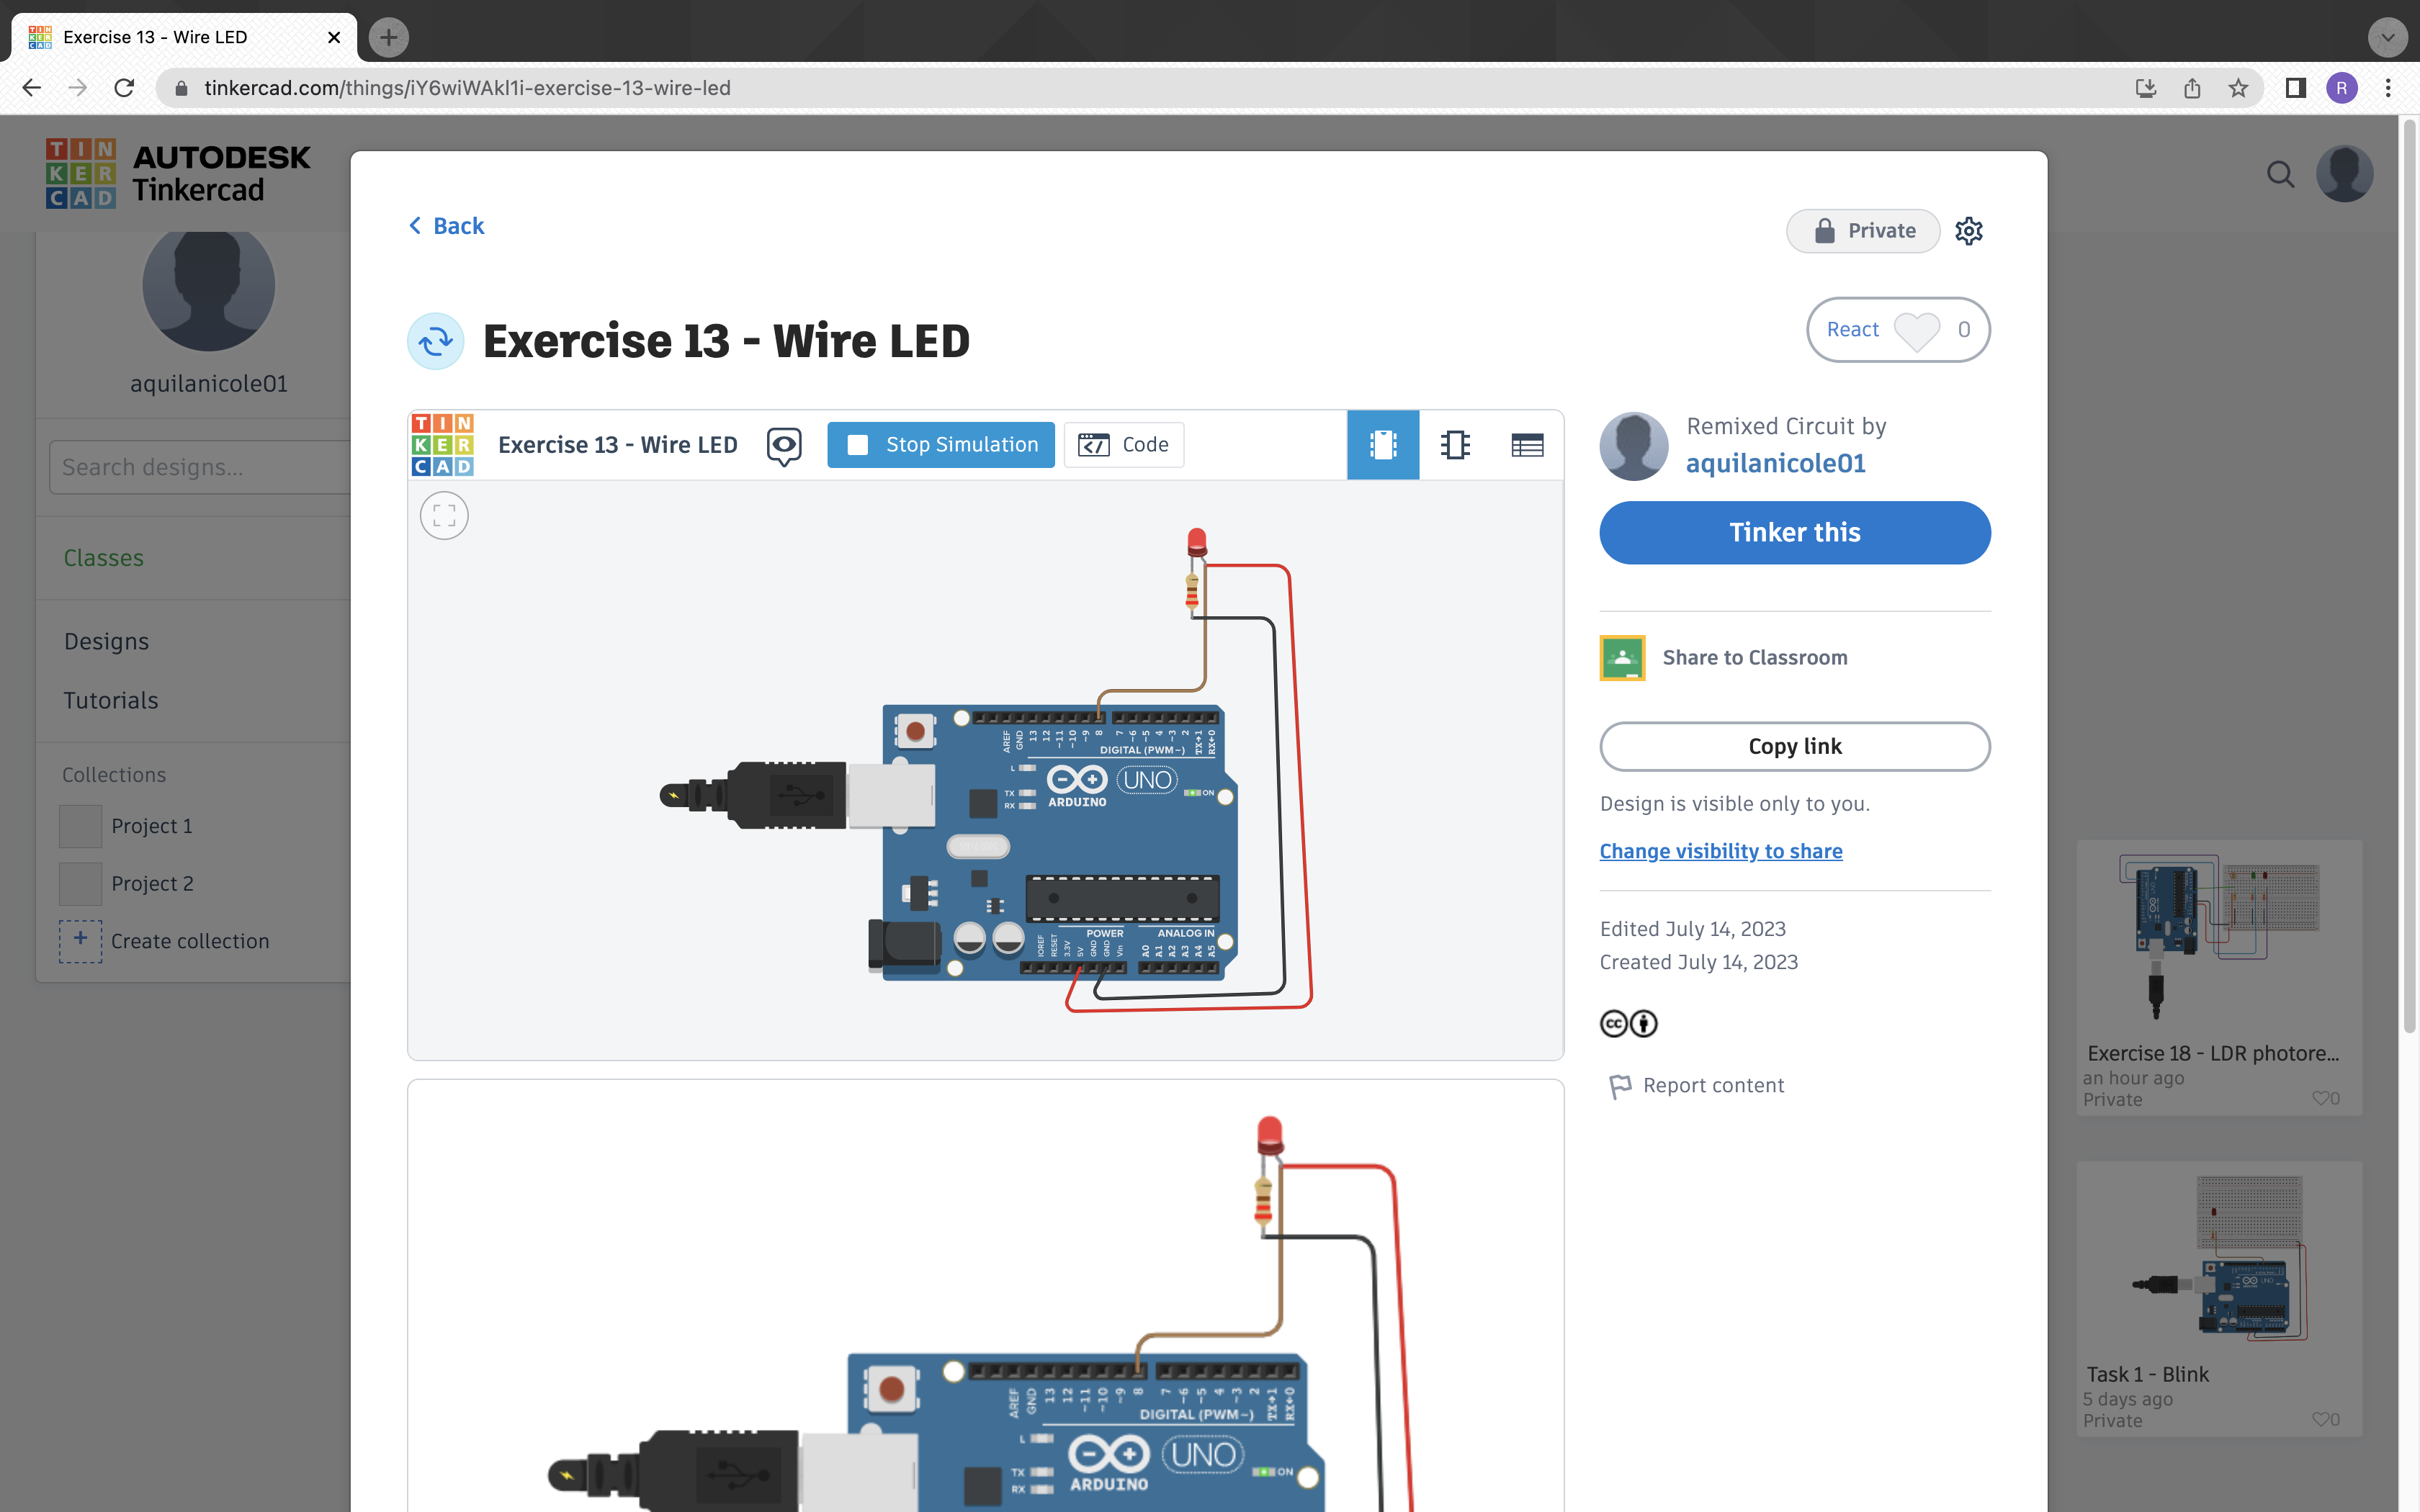 Exercise 13 - Wire LED
tinkercad.com/things/iY6wiWAkl1i-exercise-13-wire-led
R
TIN
KER
CAD
AUTODESK
Tinkercad
aquilanicole01
Search designs...
Classes
Designs
Tutorials
Collections
Project 1
Project 2
Create collection
Back
Private
Exercise 13 - Wire LED
React 0
TIN
KER
CAD
Exercise 13 - Wire LED
Stop Simulation
Code
AREF GND 13 12 ~11 ~10 ~9 8 7 ~6 ~5 4 ~3 2 TX→1 RX←0
DIGITAL (PWM~)
L
TX
RX
ARDUINO
UNO
ON
POWER
ANALOG IN
IOREF RESET 3.3V 5V GND GND Vin A0 A1 A2 A3 A4 A5
Remixed Circuit by
aquilanicole01
Tinker this
Share to Classroom
Copy link
Design is visible only to you.
Change visibility to share
Edited July 14, 2023
Created July 14, 2023
cc
Report content
AREF GND 13 12 ~11 ~10 ~9 8 7 ~6 ~5 4 ~3 2 TX→1 RX←0
DIGITAL (PWM~)
L
TX
RX
ARDUINO
UNO
ON
Exercise 18 - LDR photore...
an hour ago
Private
0
Task 1 - Blink
5 days ago
Private
0